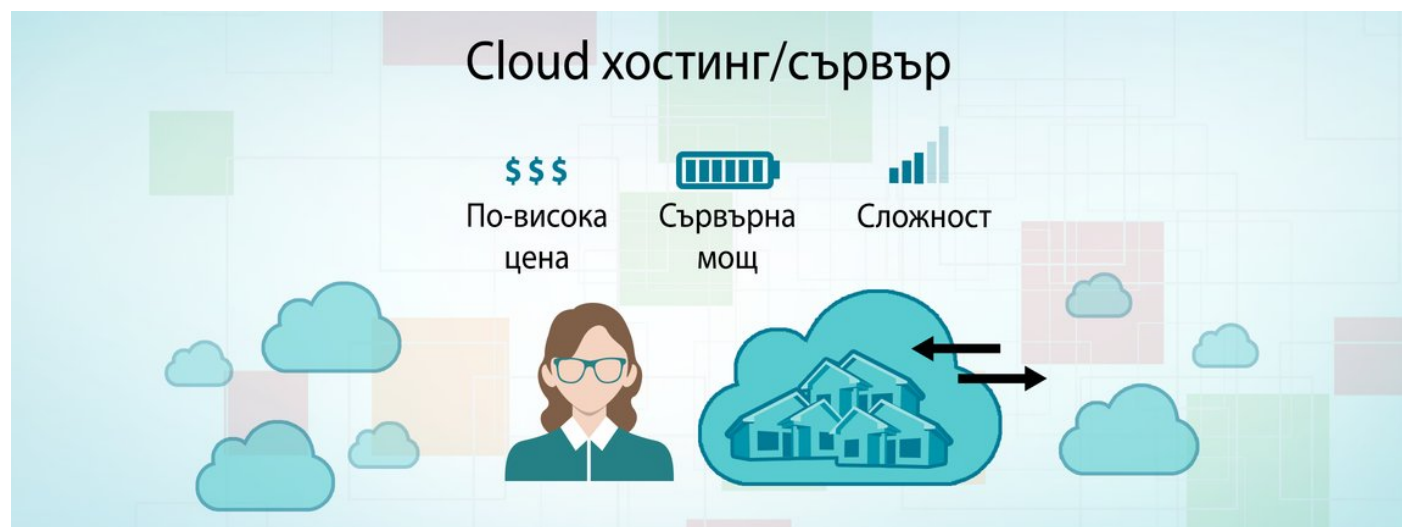 Cloud хостинг/сървър
$ $ $
По-висока
цена
Сървърна
мощ
Сложност